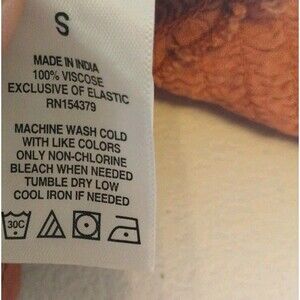 S
MADE IN INDIA
100% VISCOSE
EXCLUSIVE OF ELASTIC
RN154379
MACHINE WASH COLD
WITH LIKE COLORS
ONLY NON-CHLORINE
BLEACH WHEN NEEDED
TUMBLE DRY LOW
COOL IRON IF NEEDED
30C